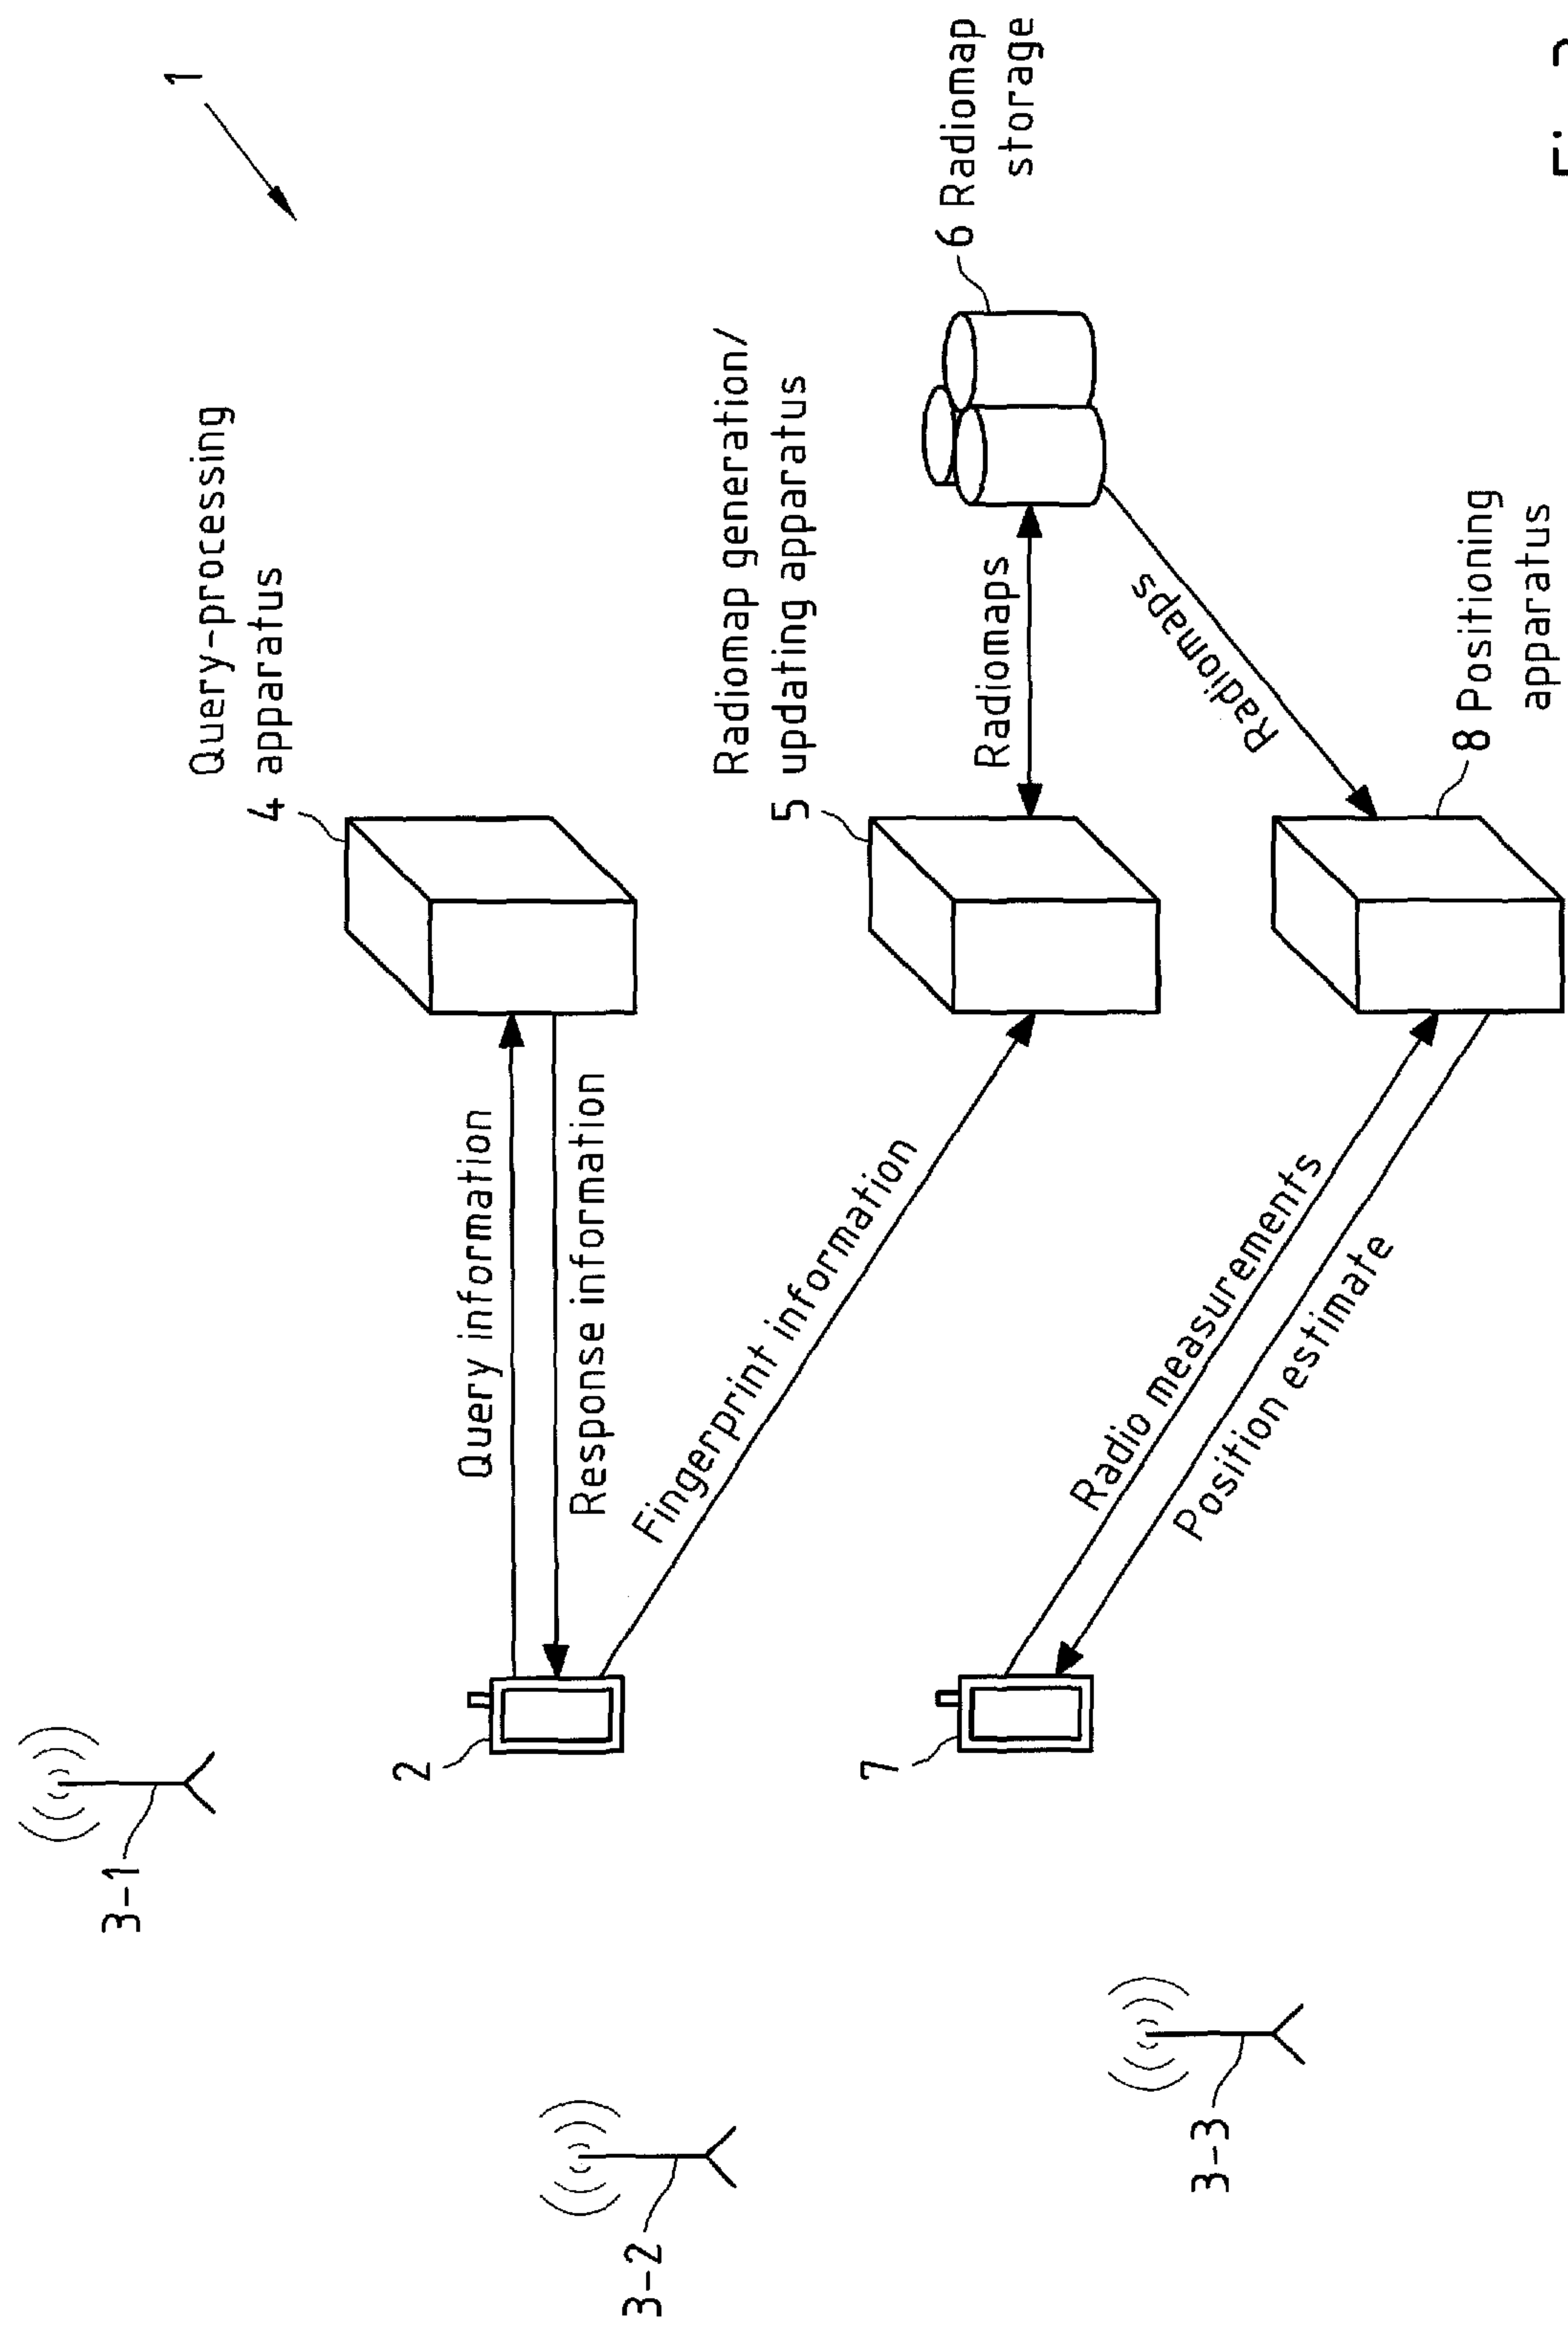 1
Query-processing
4 apparatus
3-1
Query information
Response information
2
Radiomap generation/
5 updating apparatus
Fingerprint information
3-2
6 Radiomap
storage
Radiomaps
Radiomaps
7
Radio measurements
Position estimate
3-3
8 Positioning
apparatus